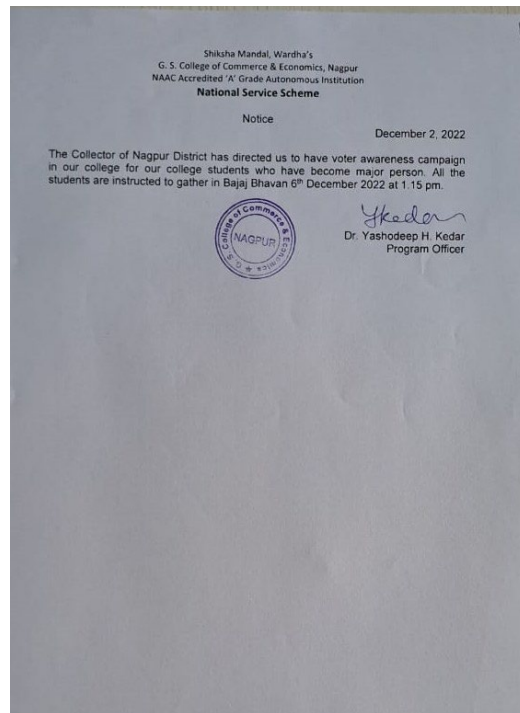 Shiksha Mandal, Wardha's
G. S. College of Commerce & Economics, Nagpur
NAAC Accredited 'A' Grade Autonomous Institution
National Service Scheme
Notice
December 2, 2022
The Collector of Nagpur District has directed us to have voter awareness campaign
in our college for our college students who have become major person. All the
students are instructed to gather in Bajaj Bhavan 6th December 2022 at 1.15 pm.
G. S. College of Commerce & Economics
NAGPUR
Ykedar
Dr. Yashodeep H. Kedar
Program Officer